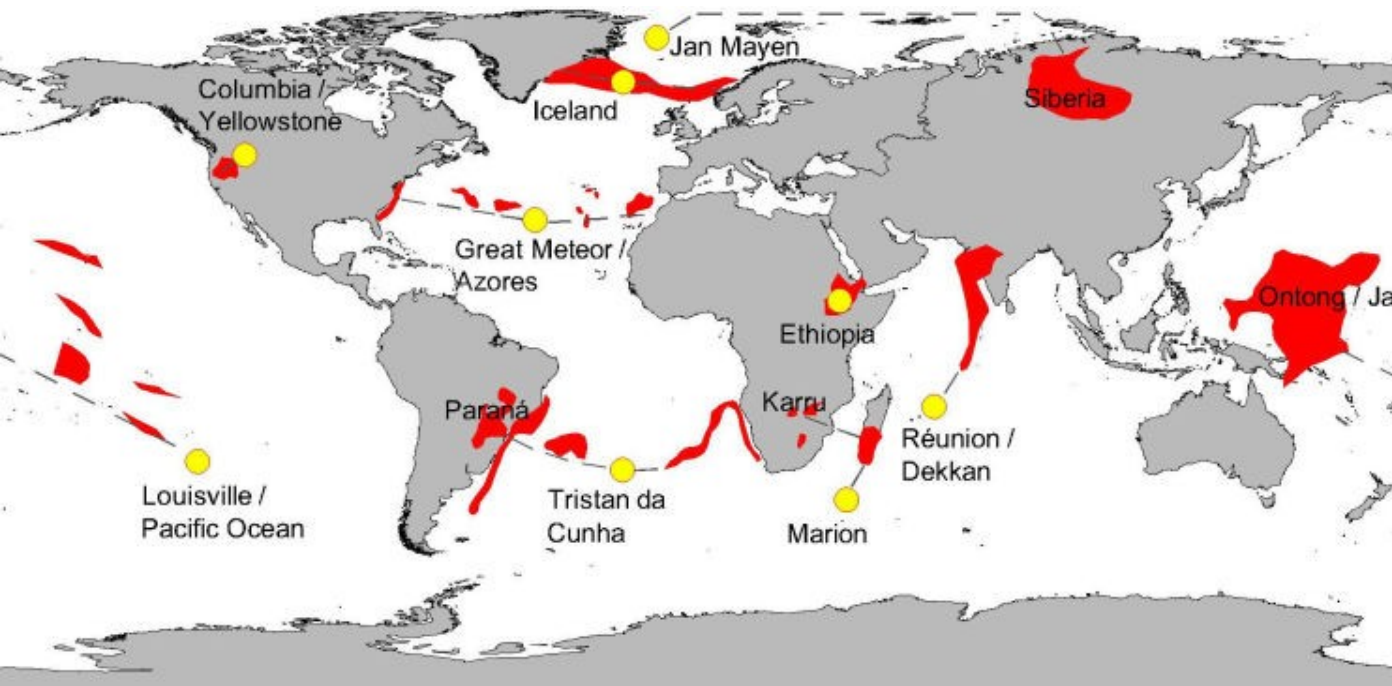 Jan Mayen
Columbia /
Yellowstone
Iceland
Siberia
Great Meteor /
Azores
Ontong / Ja
Ethiopia
Paraná
Karru
Réunion /
Dekkan
Louisville /
Pacific Ocean
Tristan da
Cunha
Marion